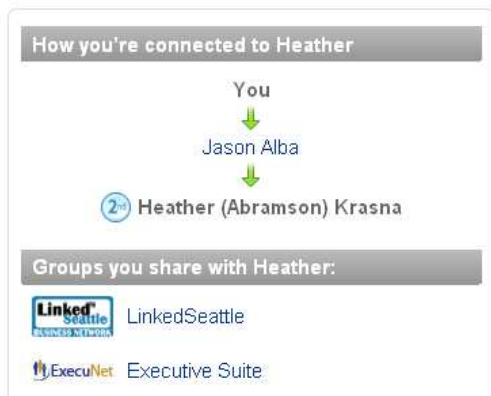 How you're connected to Heather
You
Jason Alba
2nd Heather (Abramson) Krasna
Groups you share with Heather:
Linked Seattle BUSINESS NETWORK LinkedSeattle
ExecuNet Executive Suite